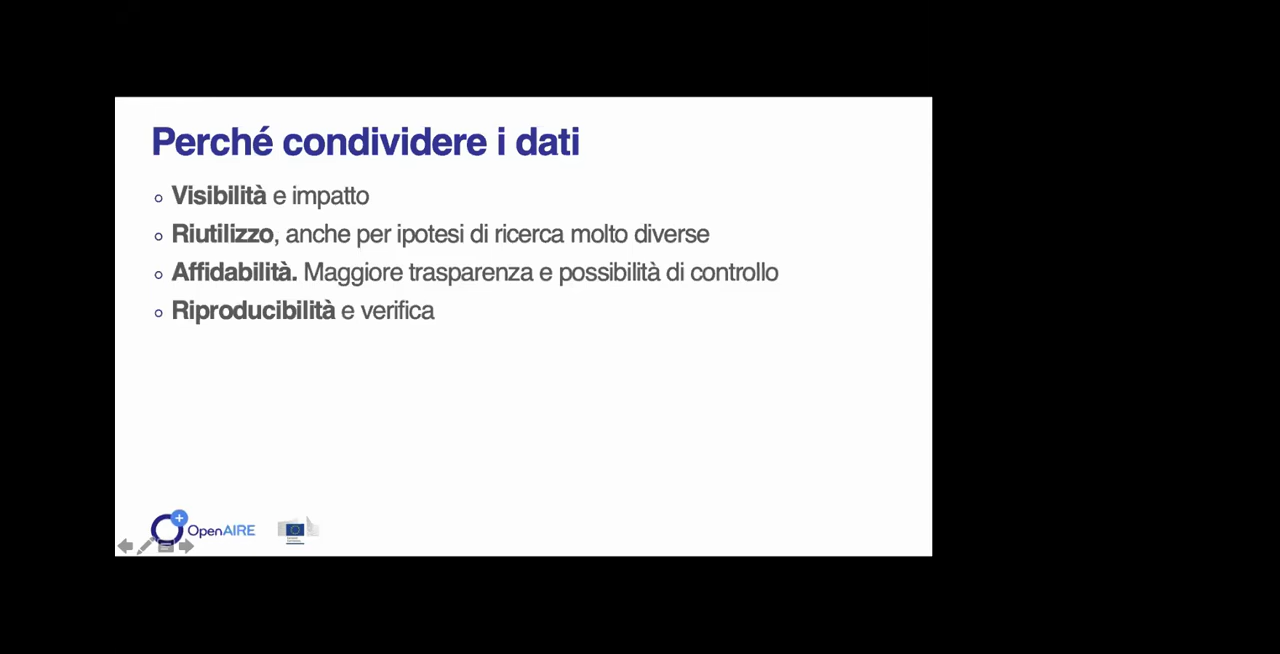 Perché condividere i dati
Visibilità e impatto
Riutilizzo, anche per ipotesi di ricerca molto diverse
Affidabilità. Maggiore trasparenza e possibilità di controllo
Riproducibilità e verifica
OpenAIRE